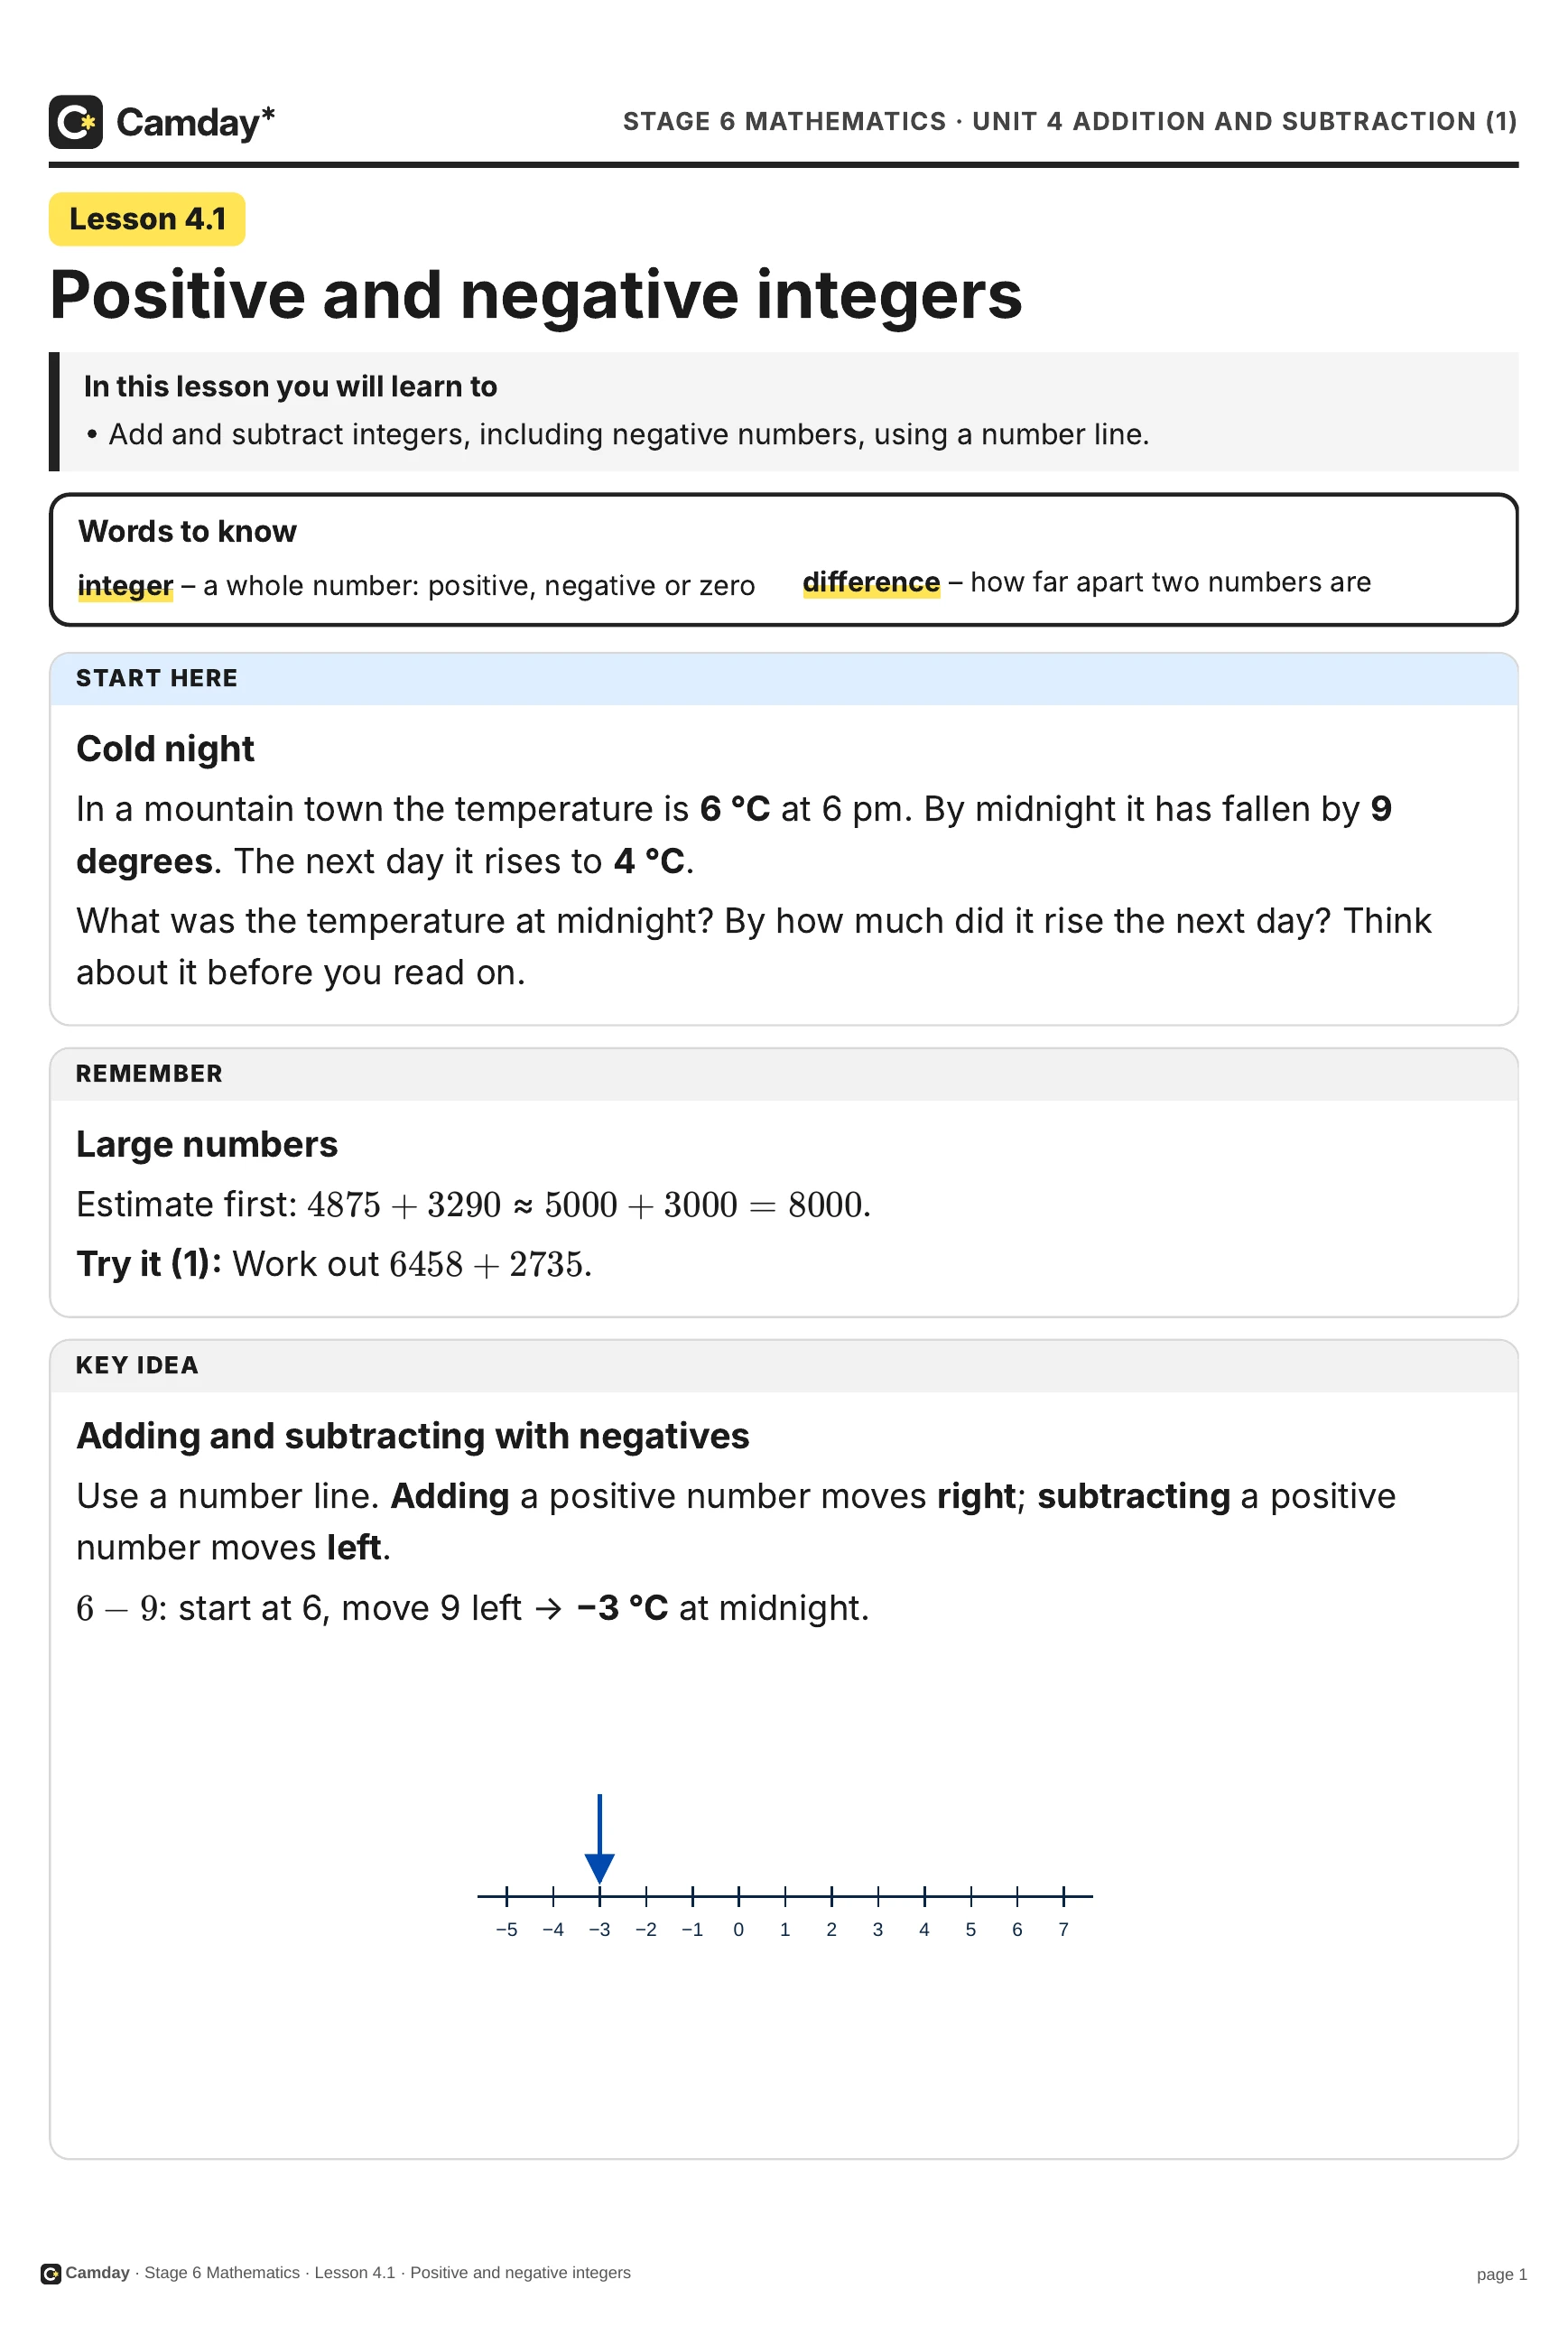 Camday*
STAGE 6 MATHEMATICS · UNIT 4 ADDITION AND SUBTRACTION (1)
Lesson 4.1
Positive and negative integers
In this lesson you will learn to
• Add and subtract integers, including negative numbers, using a number line.
Words to know
integer – a whole number: positive, negative or zero
difference – how far apart two numbers are
START HERE
Cold night
In a mountain town the temperature is 6 °C at 6 pm. By midnight it has fallen by 9
degrees. The next day it rises to 4 °C.
What was the temperature at midnight? By how much did it rise the next day? Think
about it before you read on.
REMEMBER
Large numbers
Estimate first: 4875 + 3290 ≈ 5000 + 3000 = 8000.
Try it (1): Work out 6458 + 2735.
KEY IDEA
Adding and subtracting with negatives
Use a number line. Adding a positive number moves right; subtracting a positive
number moves left.
6 − 9: start at 6, move 9 left → −3 °C at midnight.
−5 −4 −3 −2 −1 0 1 2 3 4 5 6 7
Camday · Stage 6 Mathematics · Lesson 4.1 · Positive and negative integers
page 1